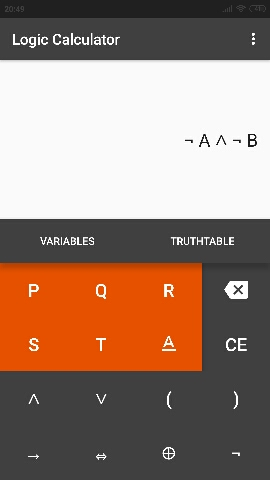 20:49
Logic Calculator
¬ A ∧ ¬ B
VARIABLES TRUTHTABLE
P Q R
S T A CE
∧ ∨ ( )
→ ⇔ ⊕ ¬